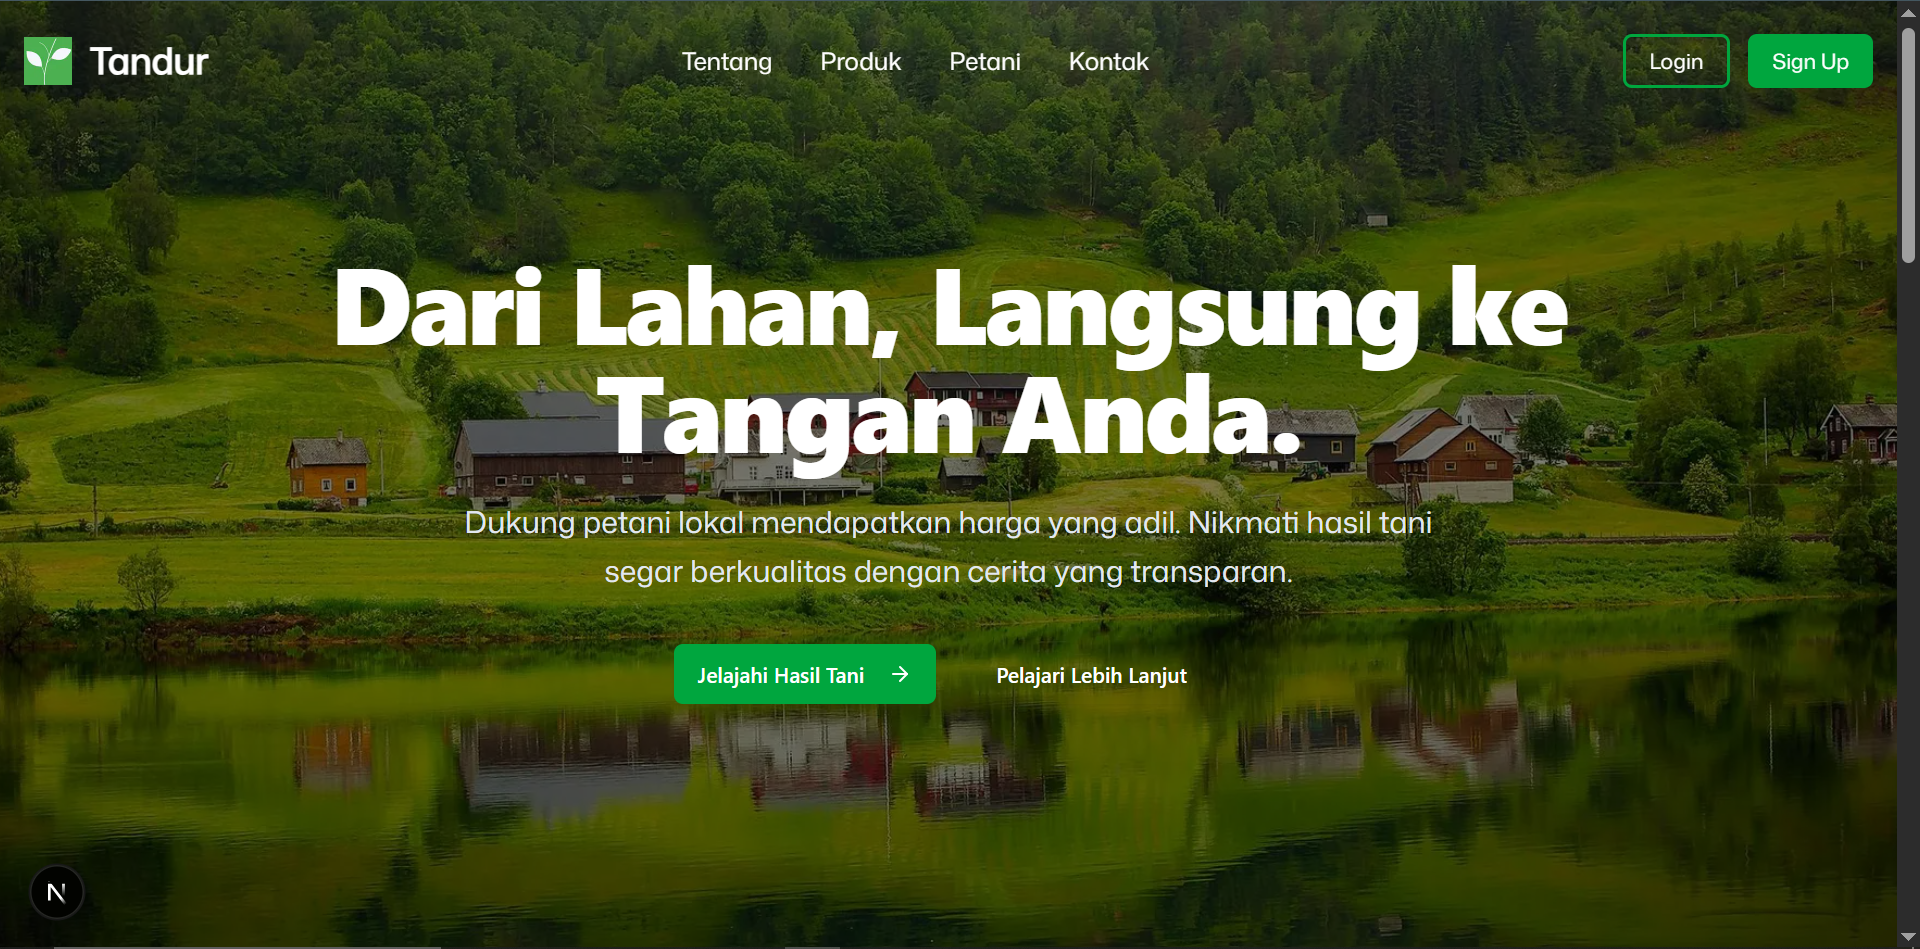 Tandur
Tentang Produk Petani Kontak
Login Sign Up
Dari Lahan, Langsung ke
Tangan Anda.
Dukung petani lokal mendapatkan harga yang adil. Nikmati hasil tani
segar berkualitas dengan cerita yang transparan.
Jelajahi Hasil Tani →
Pelajari Lebih Lanjut
N